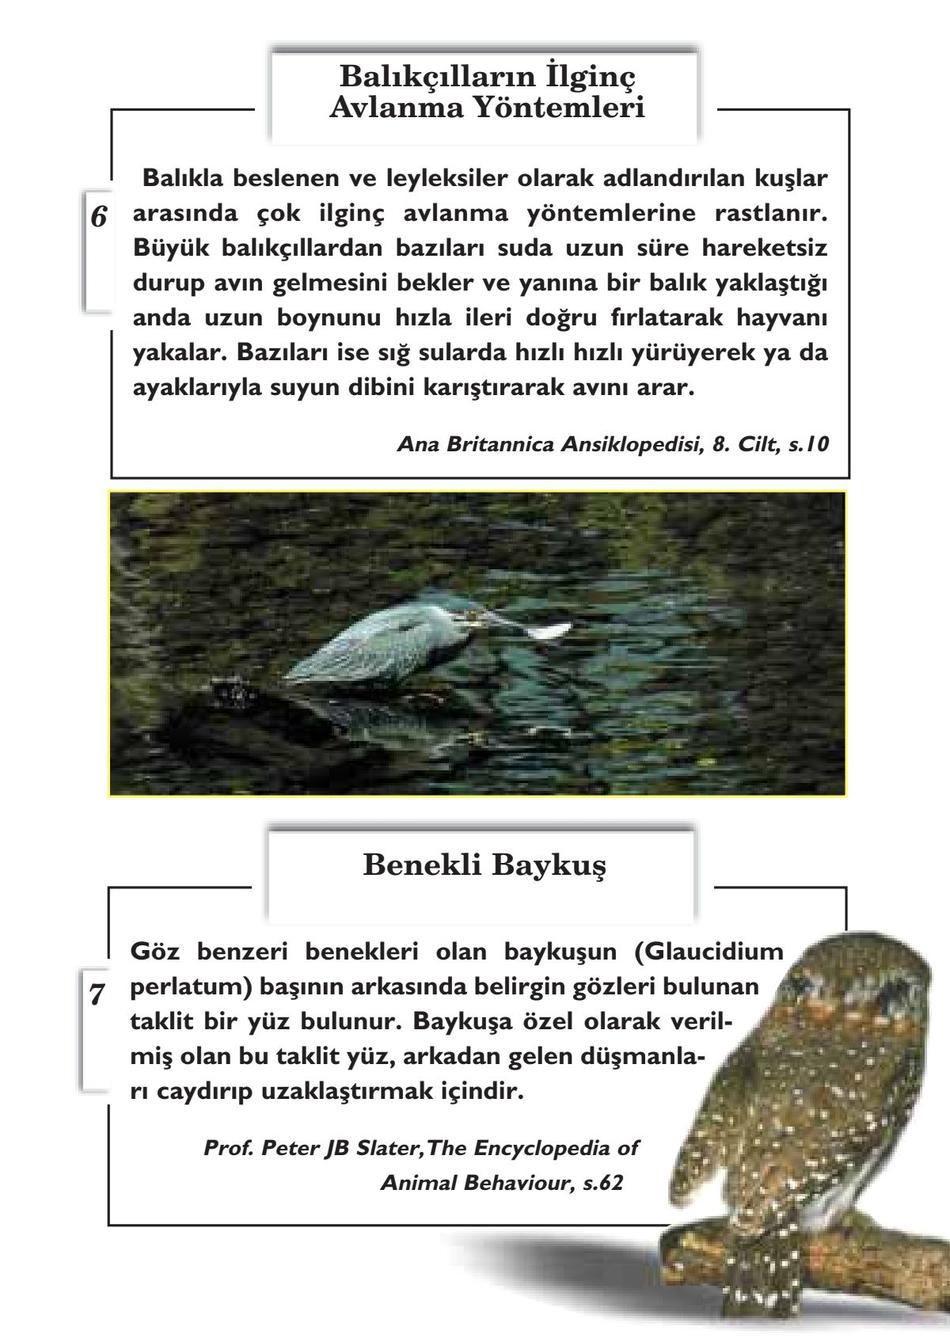 Balıkçılların İlginç
Avlanma Yöntemleri
6
Balıkla beslenen ve leyleksiler olarak adlandırılan kuşlar
arasında çok ilginç avlanma yöntemlerine rastlanır.
Büyük balıkçıllardan bazıları suda uzun süre hareketsiz
durup avın gelmesini bekler ve yanına bir balık yaklaştığı
anda uzun boynunu hızla ileri doğru fırlatarak hayvanı
yakalar. Bazıları ise sığ sularda hızlı hızlı yürüyerek ya da
ayaklarıyla suyun dibini karıştırarak avını arar.
Ana Britannica Ansiklopedisi, 8. Cilt, s.10
Benekli Baykuş
7
Göz benzeri benekleri olan baykuşun (Glaucidium
perlatum) başının arkasında belirgin gözleri bulunan
taklit bir yüz bulunur. Baykuşa özel olarak veril-
miş olan bu taklit yüz, arkadan gelen düşmanla-
rı caydırıp uzaklaştırmak içindir.
Prof. Peter JB Slater,The Encyclopedia of
Animal Behaviour, s.62